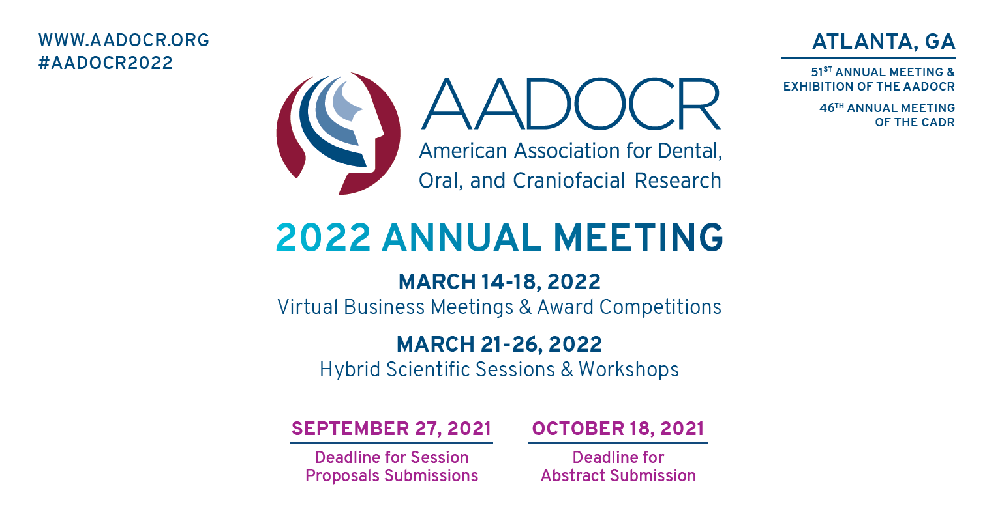 WWW.AADOCR.ORG
#AADOCR2022
ATLANTA, GA
51ST ANNUAL MEETING &
EXHIBITION OF THE AADOCR
46TH ANNUAL MEETING
OF THE CADR
AADOCR
American Association for Dental,
Oral, and Craniofacial Research
2022 ANNUAL MEETING
MARCH 14-18, 2022
Virtual Business Meetings & Award Competitions
MARCH 21-26, 2022
Hybrid Scientific Sessions & Workshops
SEPTEMBER 27, 2021
Deadline for Session
Proposals Submissions
OCTOBER 18, 2021
Deadline for
Abstract Submission